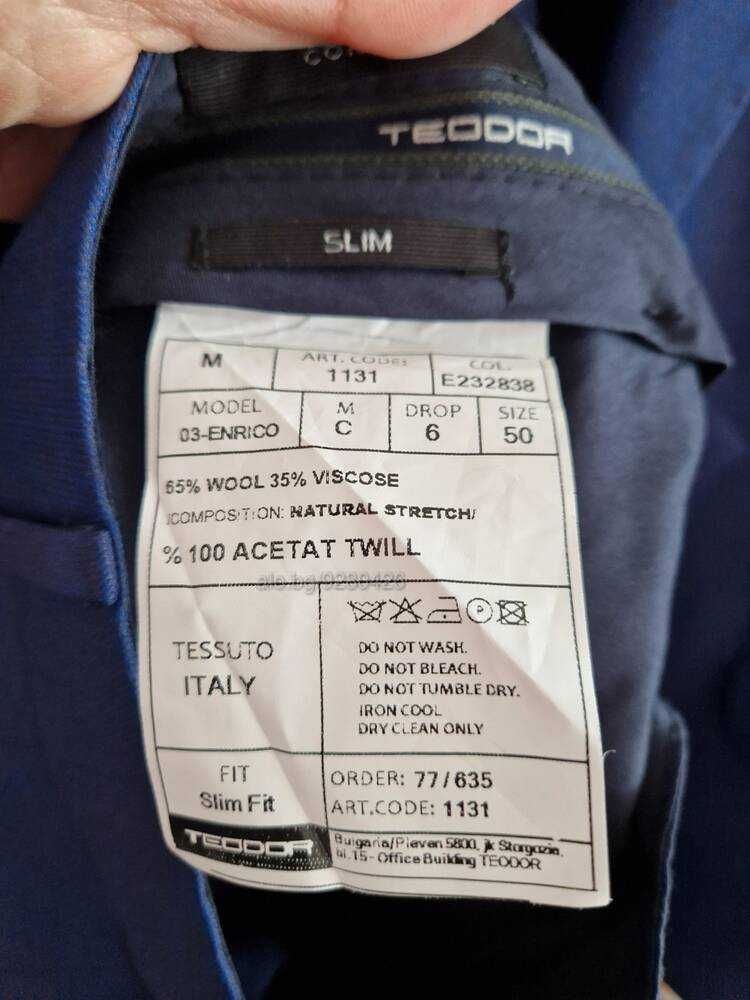 TEODOR
SLIM
M ART. CODE: COL.
1131 E232838
MODEL M DROP SIZE
03-ENRICO C 6 50
65% WOOL 35% VISCOSE
/COMPOSITION: NATURAL STRETCH/
% 100 ACETAT TWILL
alo.bg/9239426
TESSUTO
ITALY
DO NOT WASH.
DO NOT BLEACH.
DO NOT TUMBLE DRY.
IRON COOL
DRY CLEAN ONLY
FIT
Slim Fit
ORDER: 77/635
ART.CODE: 1131
TEODOR
Bulgaria/Pleven 5800, jk Storgozia,
bl.15- Office Building TEODOR